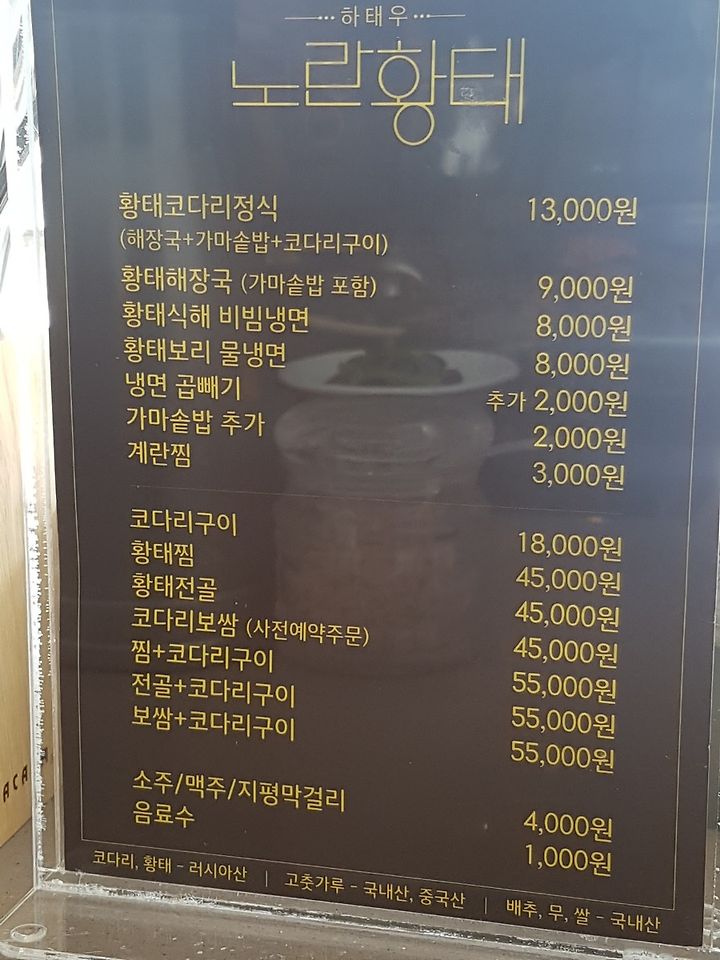 하태우
노랑황태
황태코다리정식 13,000원
(해장국+가마솥밥+코다리구이)
황태해장국 (가마솥밥 포함) 9,000원
황태식해 비빔냉면 8,000원
황태보리 물냉면 8,000원
냉면 곱빼기 추가 2,000원
가마솥밥 추가 2,000원
계란찜 3,000원
코다리구이 18,000원
황태찜 45,000원
황태전골 45,000원
코다리보쌈 (사전예약주문) 45,000원
찜+코다리구이 55,000원
전골+코다리구이 55,000원
보쌈+코다리구이 55,000원
소주/맥주/지평막걸리 4,000원
음료수 1,000원
코다리, 황태 - 러시아산 | 고춧가루 - 국내산, 중국산 | 배추, 무, 쌀 - 국내산